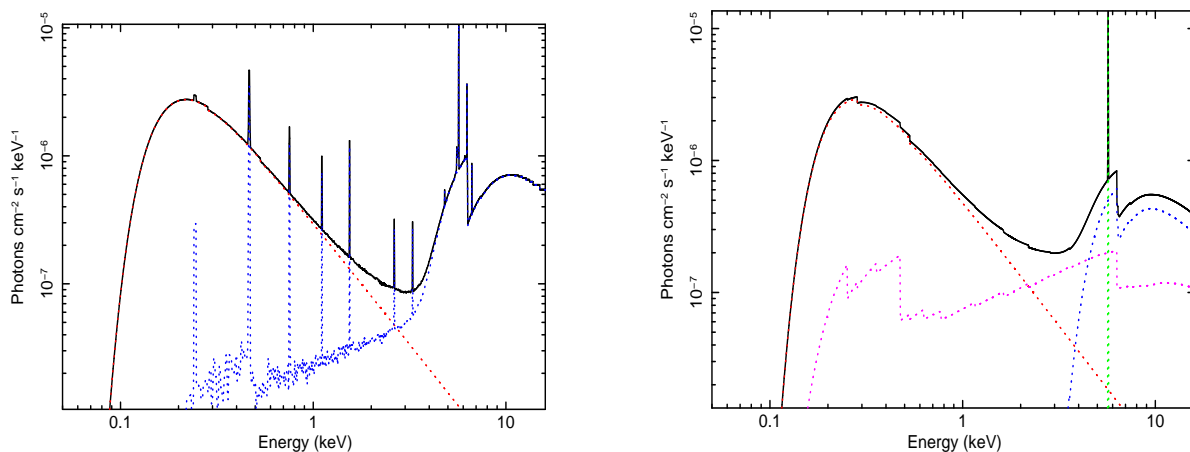 10⁻⁵
10⁻⁶
10⁻⁷
Photons cm⁻² s⁻¹ keV⁻¹
0.1 1 10
Energy (keV)
10⁻⁵
10⁻⁶
10⁻⁷
Photons cm⁻² s⁻¹ keV⁻¹
0.1 1 10
Energy (keV)